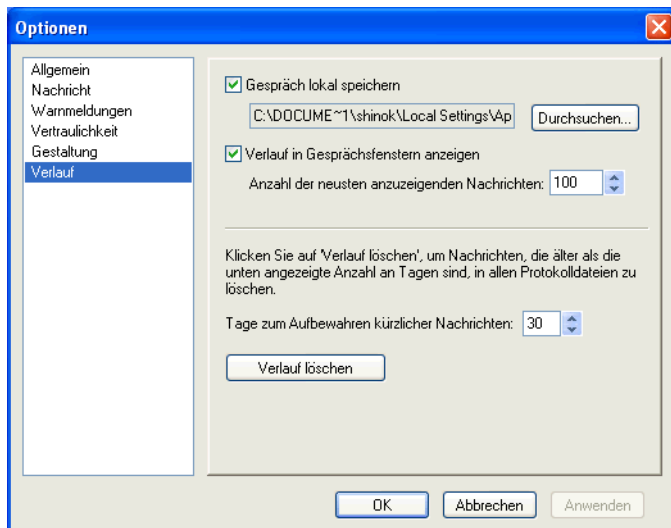 Optionen
Allgemein
Nachricht
Warnmeldungen
Vertraulichkeit
Gestaltung
Verlauf
Gespräch lokal speichern
C:\DOCUME~1\shinok\Local Settings\Ap
Durchsuchen...
Verlauf in Gesprächsfenstern anzeigen
Anzahl der neusten anzuzeigenden Nachrichten: 100
Klicken Sie auf 'Verlauf löschen', um Nachrichten, die älter als die
unten angezeigte Anzahl an Tagen sind, in allen Protokolldateien zu
löschen.
Tage zum Aufbewahren kürzlicher Nachrichten: 30
Verlauf löschen
OK
Abbrechen
Anwenden